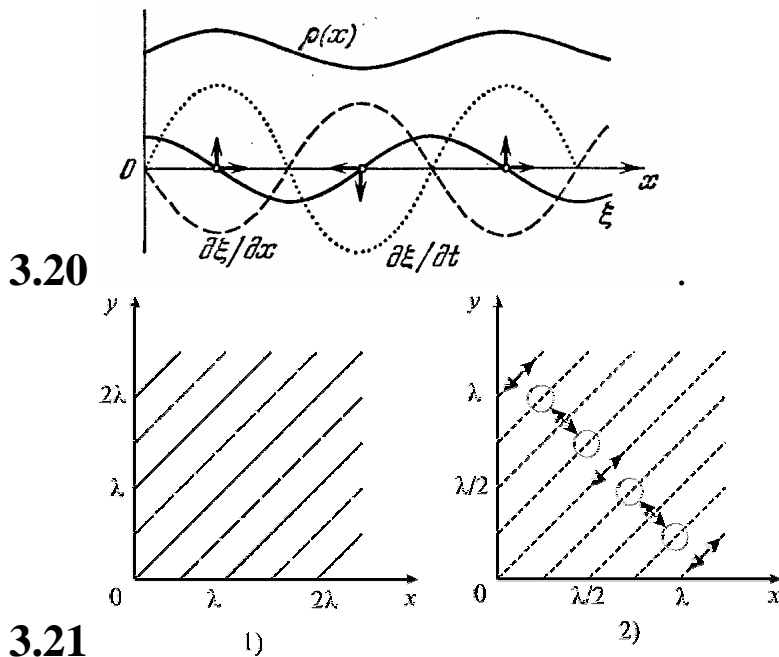 ρ(x)
0 x
ξ
∂ξ/∂x ∂ξ/∂t
3.20 .
y y
2λ λ
λ λ/2
0 λ 2λ x 0 λ/2 λ x
3.21 1) 2)